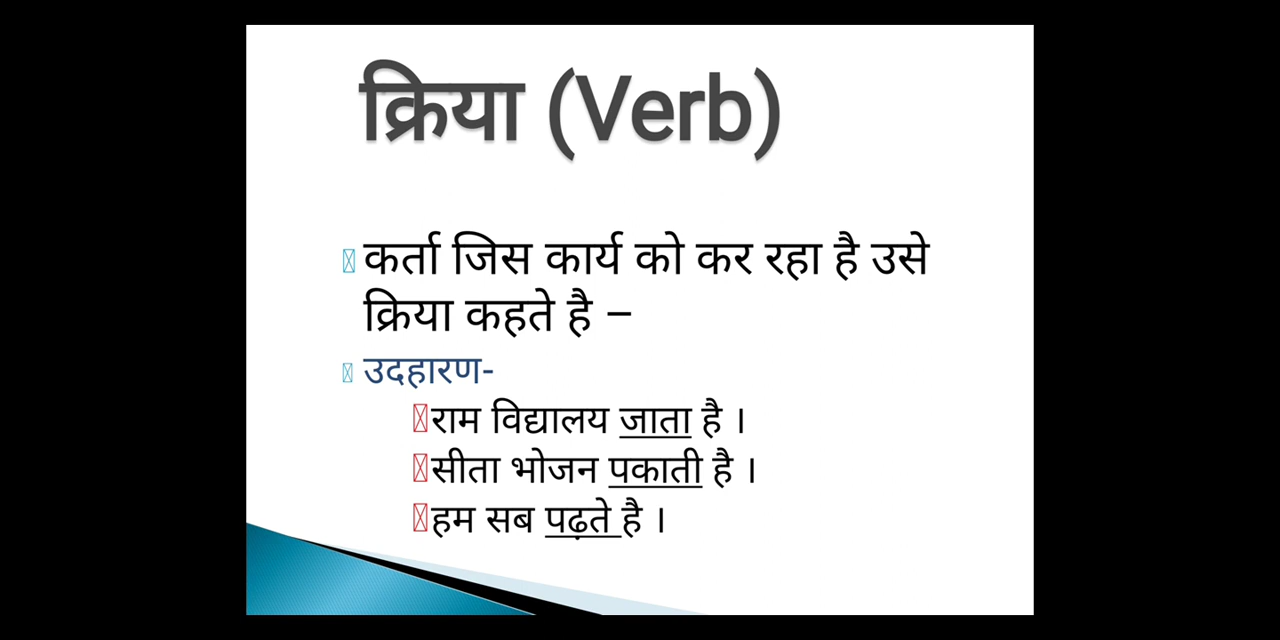 क्रिया (Verb)
कर्ता जिस कार्य को कर रहा है उसे
क्रिया कहते है –
उदहारण-
राम विद्यालय जाता है ।
सीता भोजन पकाती है ।
हम सब पढ़ते है ।